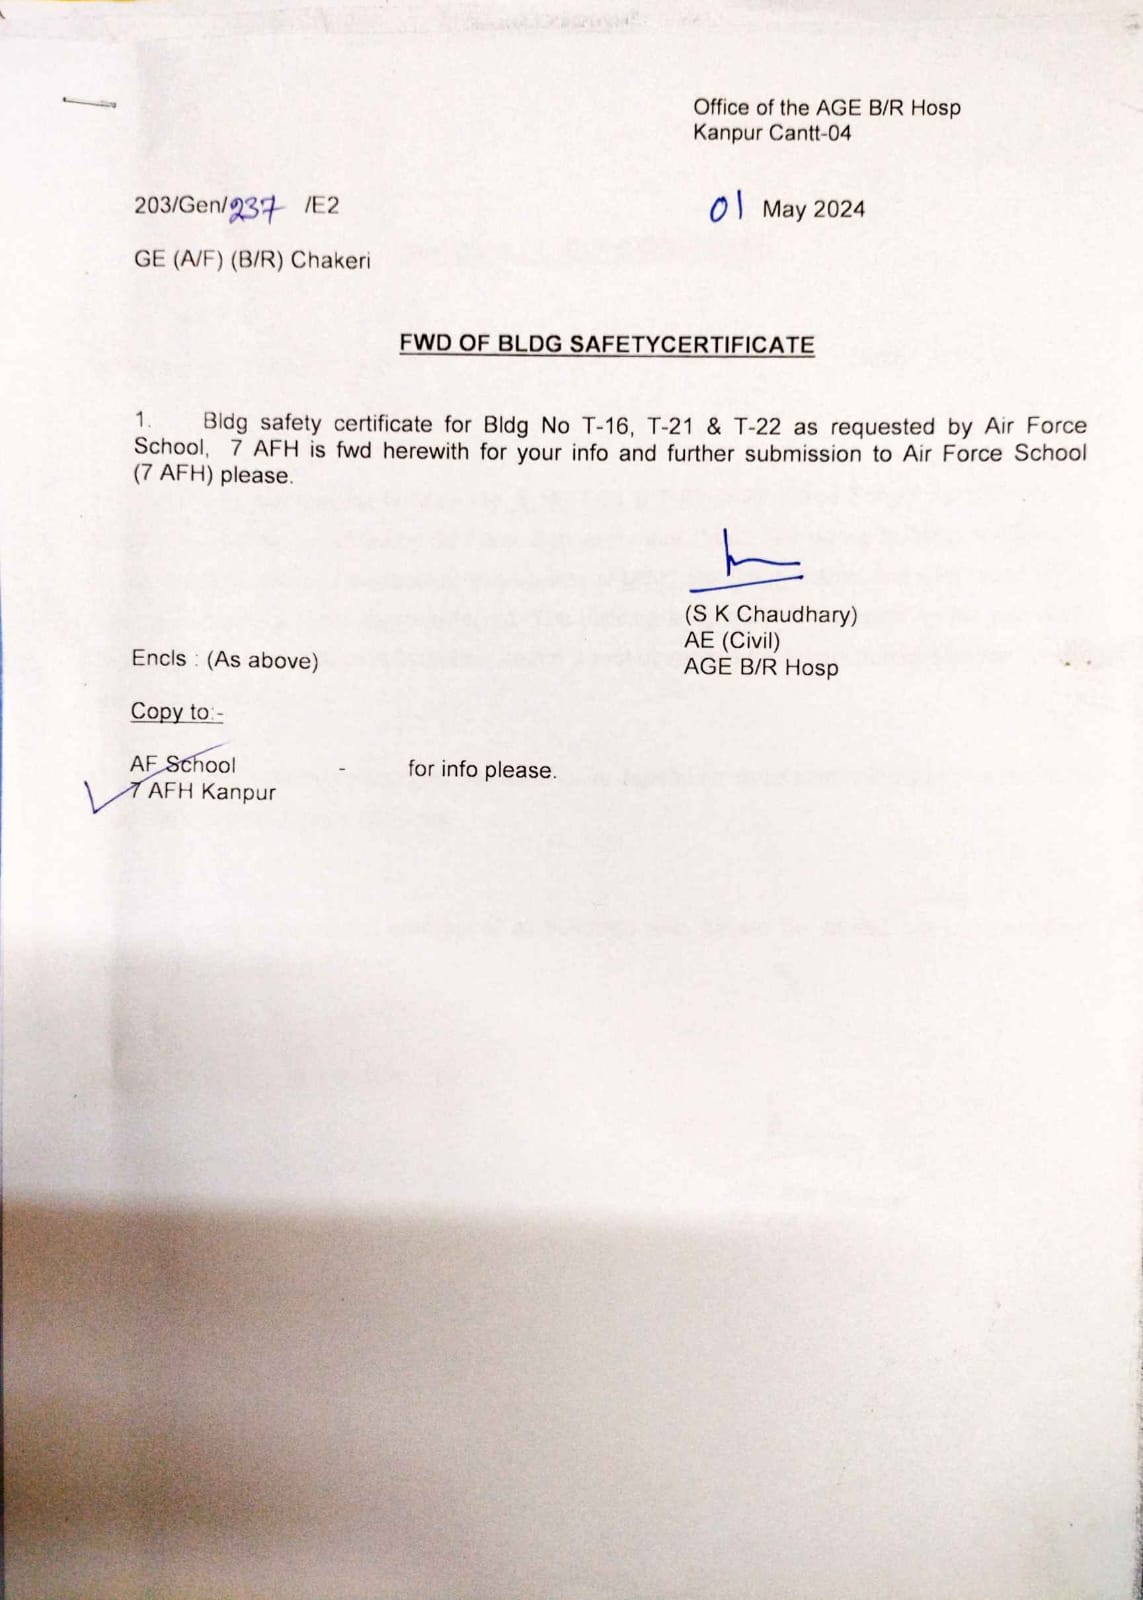 Office of the AGE B/R Hosp
Kanpur Cantt-04
203/Gen/237 /E2
01 May 2024
GE (A/F) (B/R) Chakeri
FWD OF BLDG SAFETYCERTIFICATE
1. Bldg safety certificate for Bldg No T-16, T-21 & T-22 as requested by Air Force
School, 7 AFH is fwd herewith for your info and further submission to Air Force School
(7 AFH) please.
(S K Chaudhary)
AE (Civil)
AGE B/R Hosp
Encls : (As above)
Copy to:-
AF School - for info please.
7 AFH Kanpur